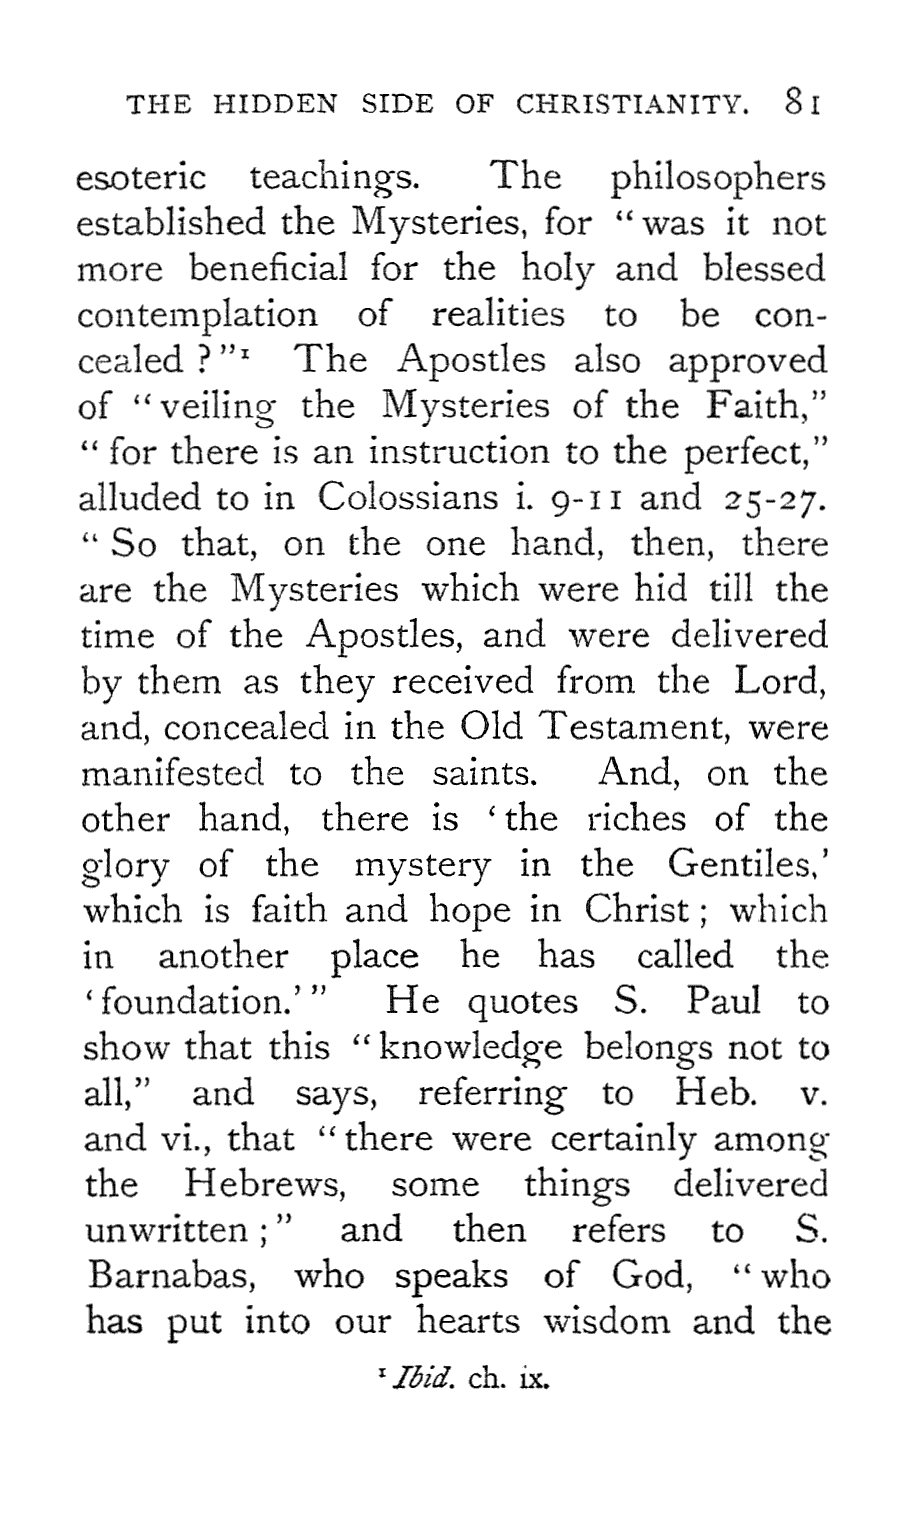 THE HIDDEN SIDE OF CHRISTIANITY. 81
esoteric teachings. The philosophers
established the Mysteries, for “was it not
more beneficial for the holy and blessed
contemplation of realities to be con-
cealed ?”¹ The Apostles also approved
of “veiling the Mysteries of the Faith,”
“for there is an instruction to the perfect,”
alluded to in Colossians i. 9-11 and 25-27.
“So that, on the one hand, then, there
are the Mysteries which were hid till the
time of the Apostles, and were delivered
by them as they received from the Lord,
and, concealed in the Old Testament, were
manifested to the saints. And, on the
other hand, there is ‘the riches of the
glory of the mystery in the Gentiles,’
which is faith and hope in Christ ; which
in another place he has called the
‘foundation.’” He quotes S. Paul to
show that this “knowledge belongs not to
all,” and says, referring to Heb. v.
and vi., that “there were certainly among
the Hebrews, some things delivered
unwritten ;” and then refers to S.
Barnabas, who speaks of God, “who
has put into our hearts wisdom and the
¹ Ibid. ch. ix.